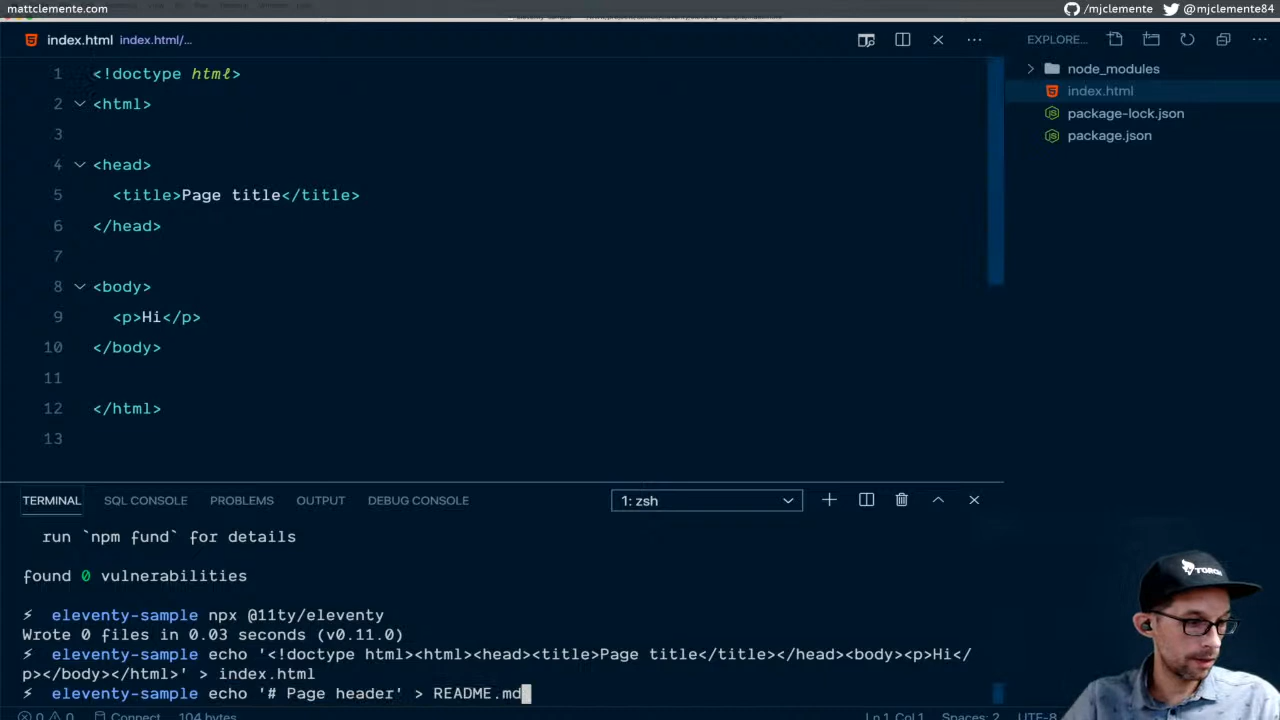 mattclemente.com
/mjclemente @mjclemente84
index.html index.html/...
EXPLORE...
1 <!doctype html>
2 <html>
3
4 <head>
5 <title>Page title</title>
6 </head>
7
8 <body>
9 <p>Hi</p>
10 </body>
11
12 </html>
13
node_modules
index.html
package-lock.json
package.json
TERMINAL SQL CONSOLE PROBLEMS OUTPUT DEBUG CONSOLE 1: zsh
run `npm fund` for details
found 0 vulnerabilities
⚡ eleventy-sample npx @11ty/eleventy
Wrote 0 files in 0.03 seconds (v0.11.0)
⚡ eleventy-sample echo '<!doctype html><html><head><title>Page title</title></head><body><p>Hi</
p></body></html>' > index.html
⚡ eleventy-sample echo '# Page header' > README.md
TORCH
0 0 Connect 104 bytes Ln 1, Col 1 Spaces: 2 UTF-8